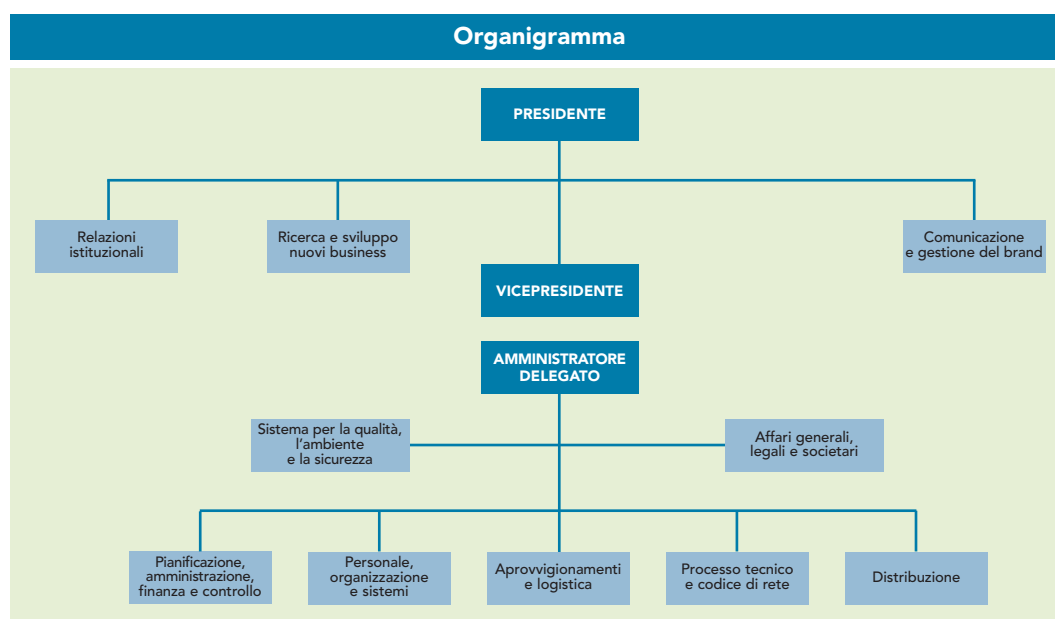 Organigramma
PRESIDENTE
Relazioni
istituzionali
Ricerca e sviluppo
nuovi business
Comunicazione
e gestione del brand
VICEPRESIDENTE
AMMINISTRATORE
DELEGATO
Sistema per la qualità,
l'ambiente
e la sicurezza
Affari generali,
legali e societari
Pianificazione,
amministrazione,
finanza e controllo
Personale,
organizzazione
e sistemi
Aprovvigionamenti
e logistica
Processo tecnico
e codice di rete
Distribuzione